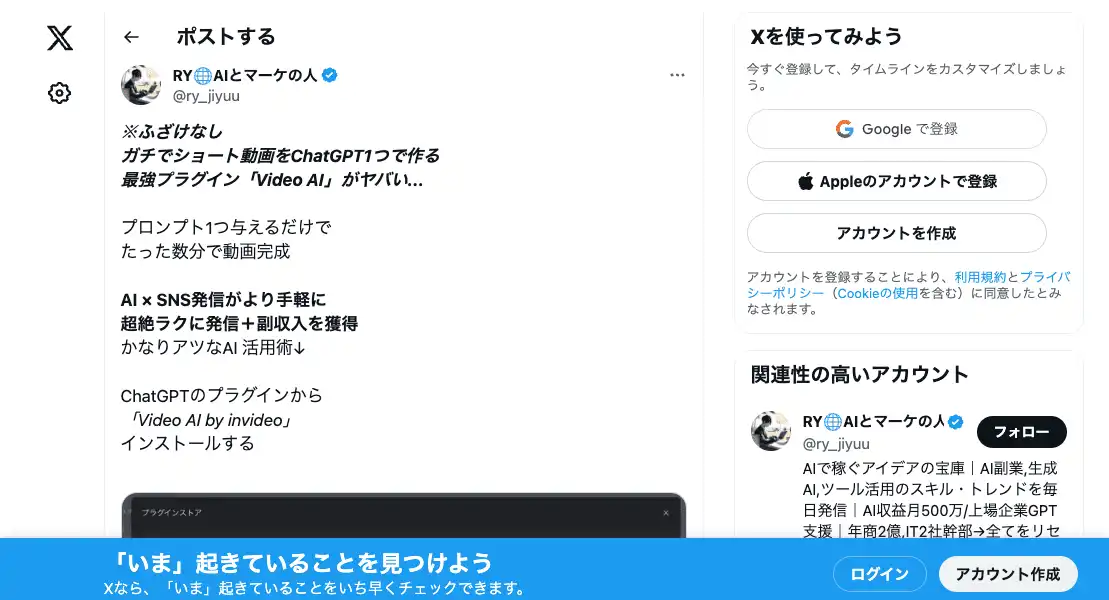 ポストする
RY🌐AIとマーケの人
@ry_jiyuu
※ふざけなし
ガチでショート動画をChatGPT1つで作る
最強プラグイン「Video AI」がヤバい...
プロンプト1つ与えるだけで
たった数分で動画完成
AI × SNS発信がより手軽に
超絶ラクに発信＋副収入を獲得
かなりアツなAI 活用術↓
ChatGPTのプラグインから
「Video AI by invideo」
インストールする
プラグインストア
Xを使ってみよう
今すぐ登録して、タイムラインをカスタマイズしましょ
う。
Google で登録
Appleのアカウントで登録
アカウントを作成
アカウントを登録することにより、利用規約とプライバ
シーポリシー（Cookieの使用を含む）に同意したとみ
なされます。
関連性の高いアカウント
RY🌐AIとマーケの人
@ry_jiyuu
フォロー
AIで稼ぐアイデアの宝庫｜AI副業,生成
AI,ツール活用のスキル・トレンドを毎
日発信｜AI収益月500万/上場企業GPT
支援｜年商2億,IT2社幹部→全てをリセ
「いま」起きていることを見つけよう
Xなら、「いま」起きていることをいち早くチェックできます。
ログイン
アカウント作成